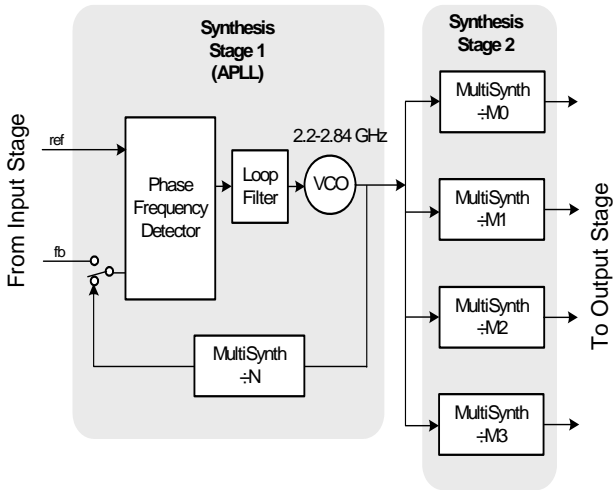 Synthesis
Stage 1
(APLL)
Synthesis
Stage 2
From Input Stage
ref
fb
Phase
Frequency
Detector
Loop
Filter
2.2-2.84 GHz
VCO
MultiSynth
÷N
MultiSynth
÷M0
MultiSynth
÷M1
MultiSynth
÷M2
MultiSynth
÷M3
To Output Stage